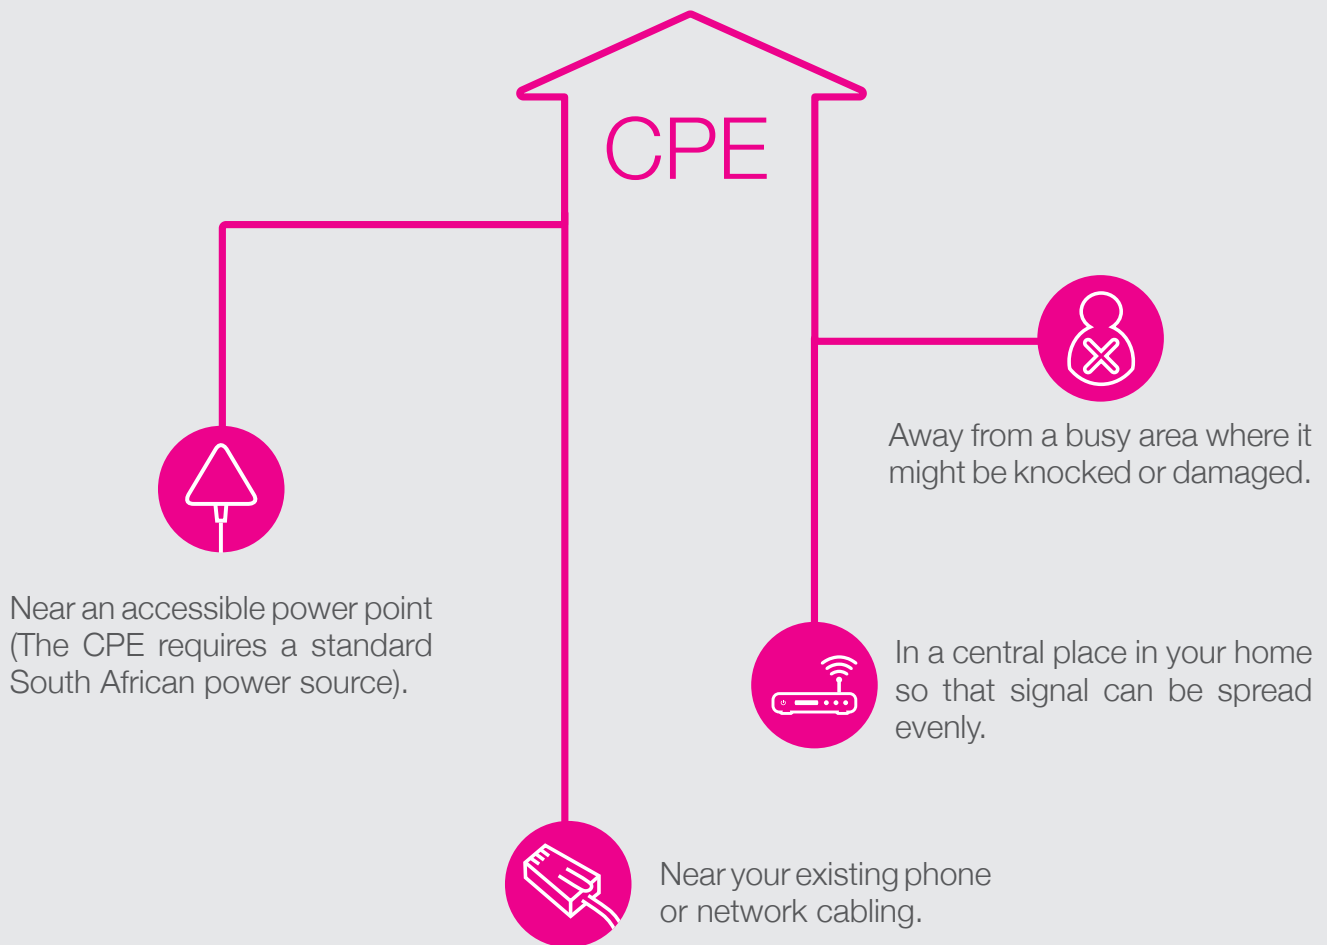 CPE
Away from a busy area where it
might be knocked or damaged.
Near an accessible power point
(The CPE requires a standard
South African power source).
In a central place in your home
so that signal can be spread
evenly.
Near your existing phone
or network cabling.